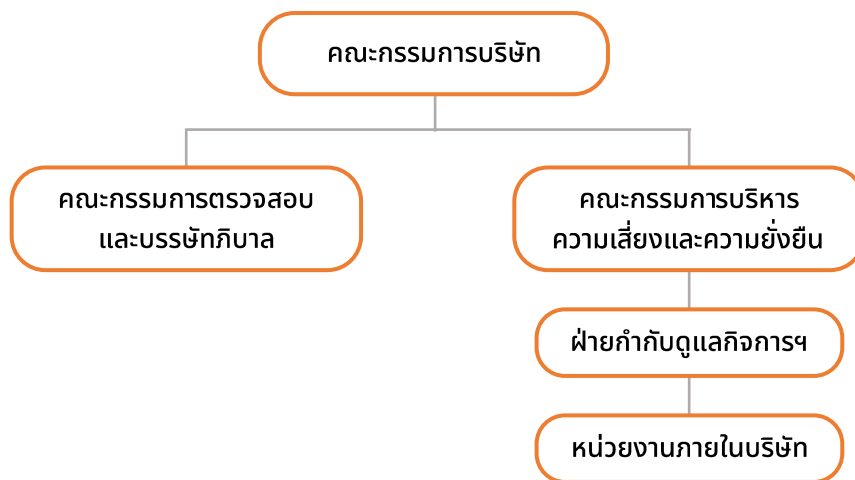 คณะกรรมการบริษัท
คณะกรรมการตรวจสอบ
และบรรษัทภิบาล
คณะกรรมการบริหาร
ความเสี่ยงและความยั่งยืน
ฝ่ายกำกับดูแลกิจการฯ
หน่วยงานภายในบริษัท